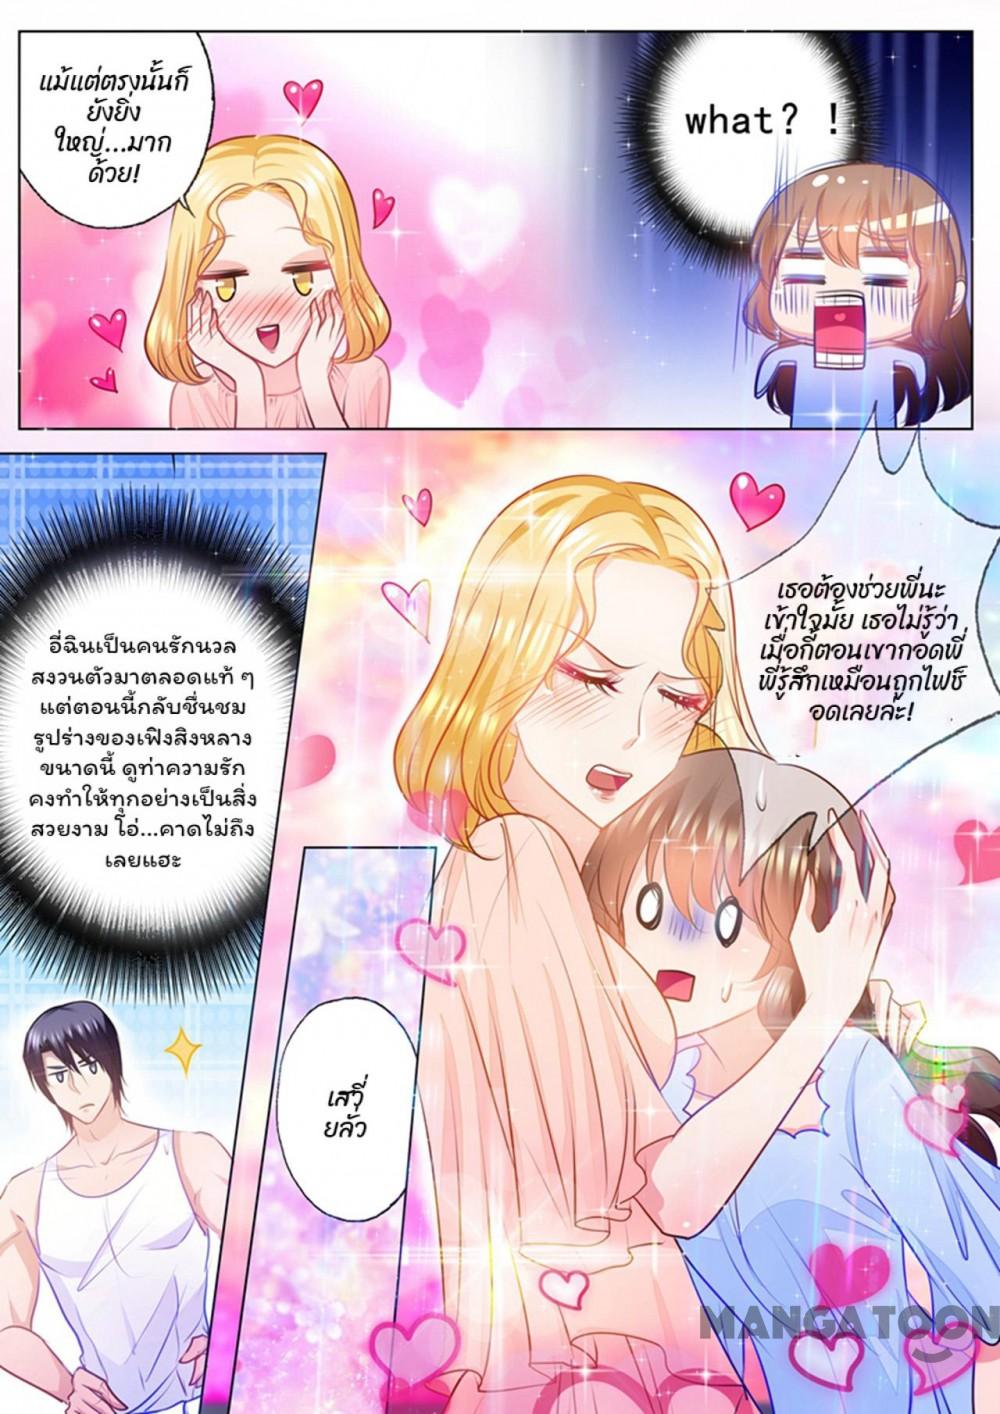 แม้แต่ตรงนั้นก็
ยังยิ่ง
ใหญ่...มาก
ด้วย!
what? !
เธอต้องช่วยพี่นะ
เข้าใจมั้ย เธอไม่รู้ว่า
เมื่อกี้ตอนเขากอดพี่
พี่รู้สึกเหมือนถูกไฟช็
อดเลยล่ะ!
อี่ฉินเป็นคนรักนวล
สงวนตัวมาตลอดแท้ ๆ
แต่ตอนนี้กลับชื่นชม
รูปร่างของเฟิงสิงหลาง
ขนาดนี้ ดูท่าความรัก
คงทำให้ทุกอย่างเป็นสิ่ง
สวยงาม โอ่...คาดไม่ถึง
เลยแฮะ
เสวี่
ยลั่ว
MANGATOON